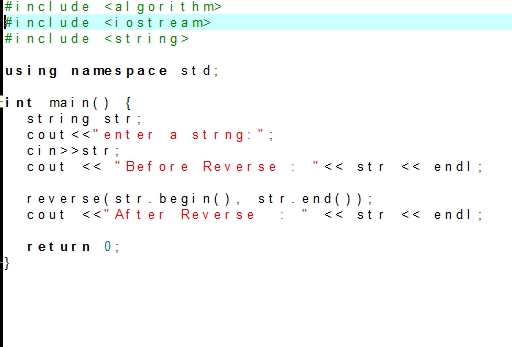 #include <algorithm>
#include <iostream>
#include <string>
using namespace std;
int main() {
string str;
cout<<"enter a strng:";
cin>>str;
cout << "Before Reverse : "<< str << endl;
reverse(str.begin(), str.end());
cout <<"After Reverse : " << str << endl;
return 0;
}